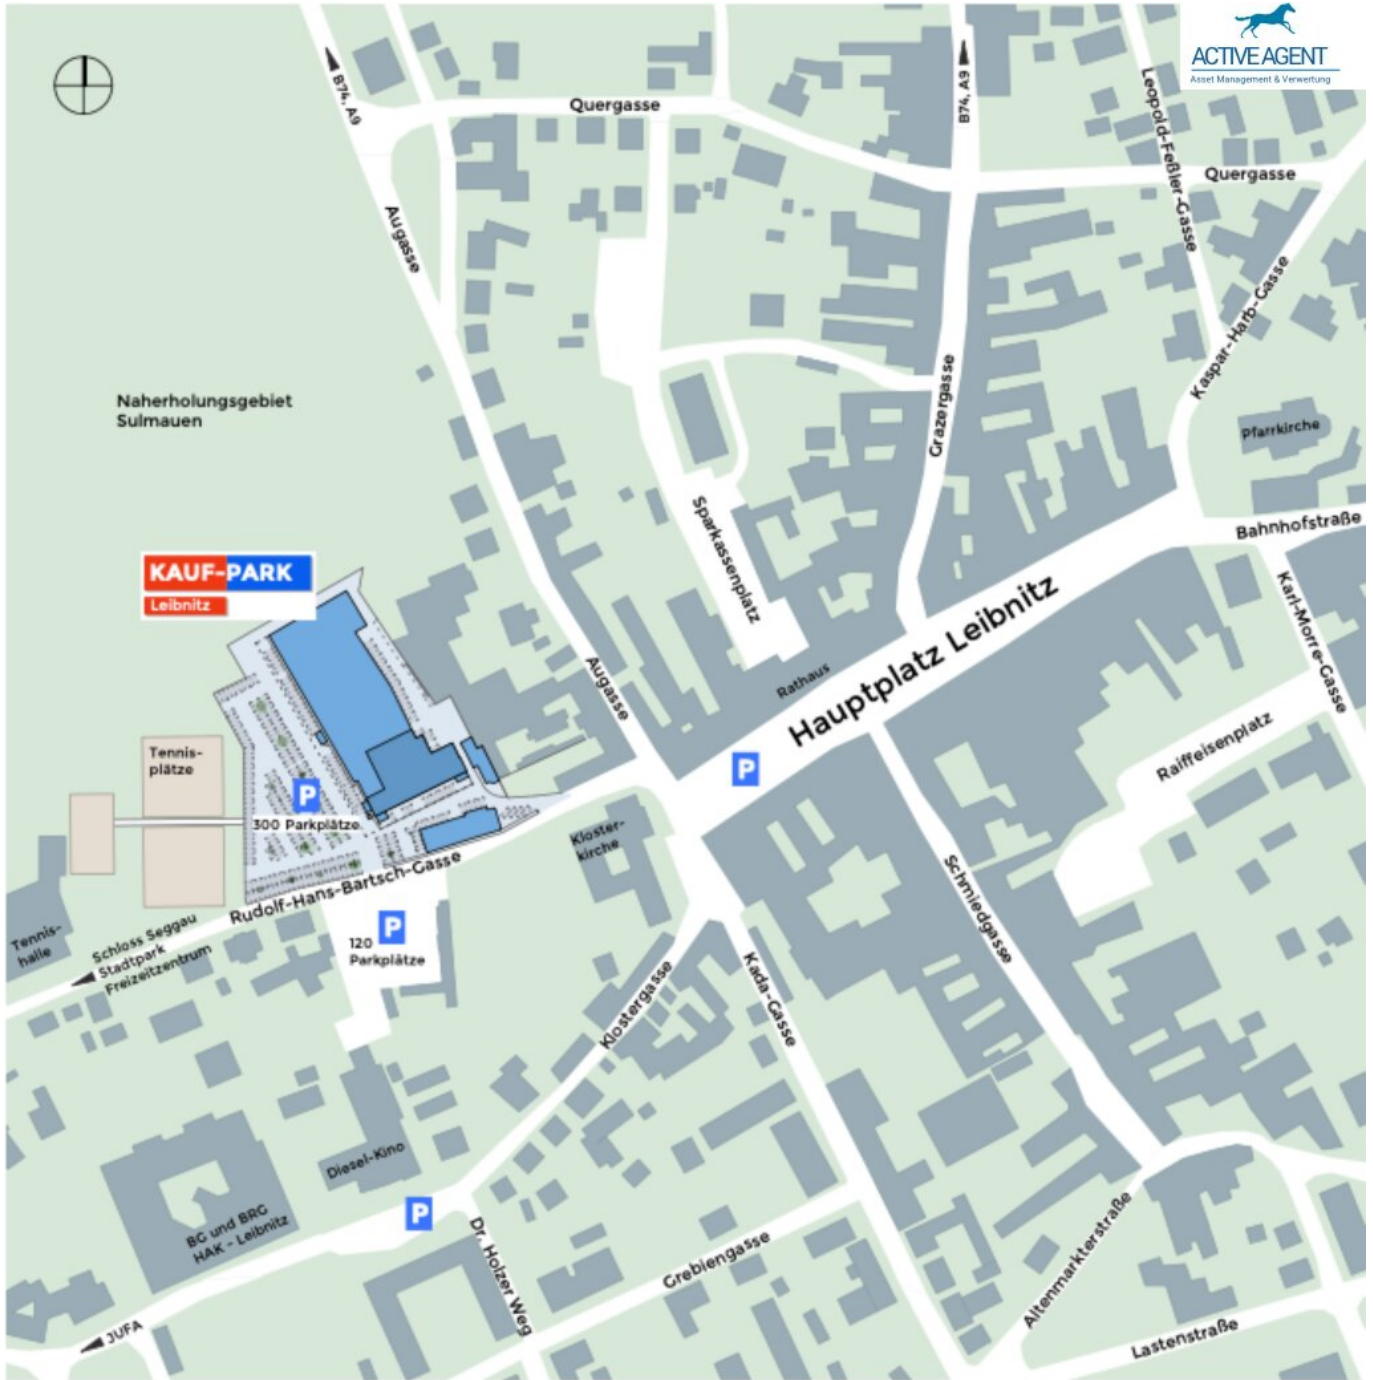 ACTIVE AGENT
Asset Management & Verwertung
B74, A9
B74, A9
Quergasse
Leopold-Feßler-Gasse
Quergasse
Augasse
Kaspar-Harb-Gasse
Naherholungsgebiet
Sulmauen
Grazergasse
Pfarrkirche
Sparkassenplatz
Bahnhofstraße
KAUF-PARK
Leibnitz
Karl-Morre-Gasse
Hauptplatz Leibnitz
Rathaus
Augasse
Raiffeisenplatz
Tennis-
plätze
P
P
300 Parkplätze
Kloster-
kirche
Rudolf-Hans-Bartsch-Gasse
Schmiedgasse
Tennis-
halle
Schloss Seggau
Stadtpark
Freizeitzentrum
P
120
Parkplätze
Klostergasse
Kada-Gasse
Diesel-Kino
P
BG und BRG
HAK - Leibnitz
Dr. Holzer Weg
Grebiengasse
Altenmarkterstraße
Lastenstraße
JUFA